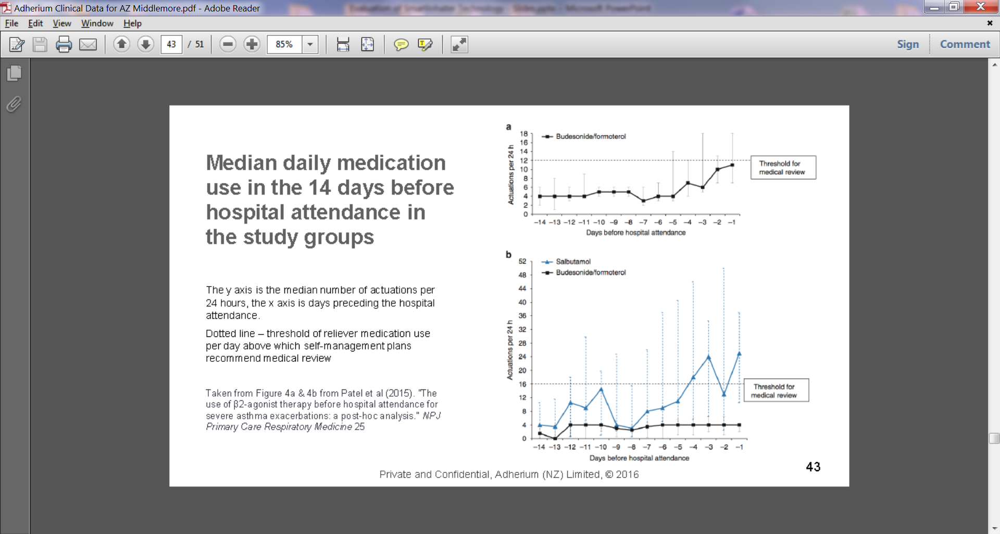 Adherium Clinical Data for AZ Middlemore.pdf - Adobe Reader
Evaluation of SmartInhaler Technology - Slides.pptx - Microsoft PowerPoint
File Edit View Window Help
43 / 51 85%
Sign Comment
Median daily medication
use in the 14 days before
hospital attendance in
the study groups
The y axis is the median number of actuations per
24 hours, the x axis is days preceding the hospital
attendance.
Dotted line – threshold of reliever medication use
per day above which self-management plans
recommend medical review
Taken from Figure 4a & 4b from Patel et al (2015). "The
use of β2-agonist therapy before hospital attendance for
severe asthma exacerbations: a post-hoc analysis." NPJ
Primary Care Respiratory Medicine 25
a
Budesonide/formoterol
Actuations per 24 h
18
16
14
12
10
8
6
4
2
0
Threshold for
medical review
–14 –13 –12 –11 –10 –9 –8 –7 –6 –5 –4 –3 –2 –1
Days before hospital attendance
b
Salbutamol
Budesonide/formoterol
Actuations per 24 h
52
48
44
40
36
32
28
24
20
16
12
8
4
0
Threshold for
medical review
–14 –13 –12 –11 –10 –9 –8 –7 –6 –5 –4 –3 –2 –1
Days before hospital attendance
43
Private and Confidential, Adherium (NZ) Limited, © 2016